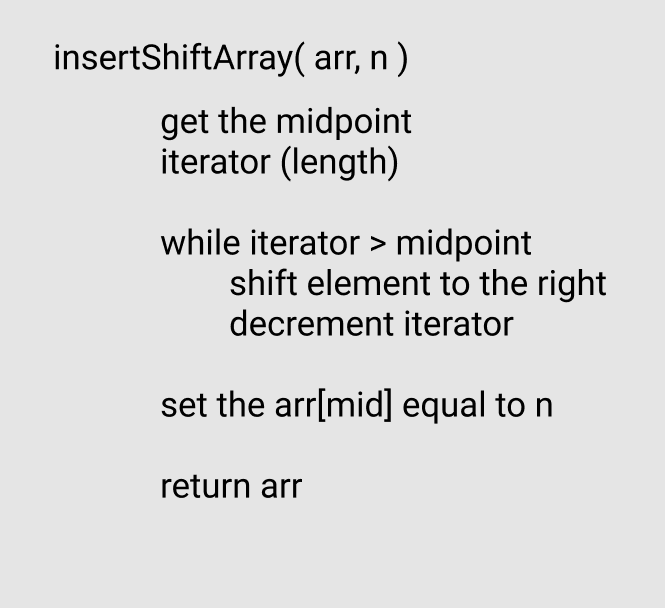 insertShiftArray( arr, n )
get the midpoint
iterator (length)
while iterator > midpoint
shift element to the right
decrement iterator
set the arr[mid] equal to n
return arr